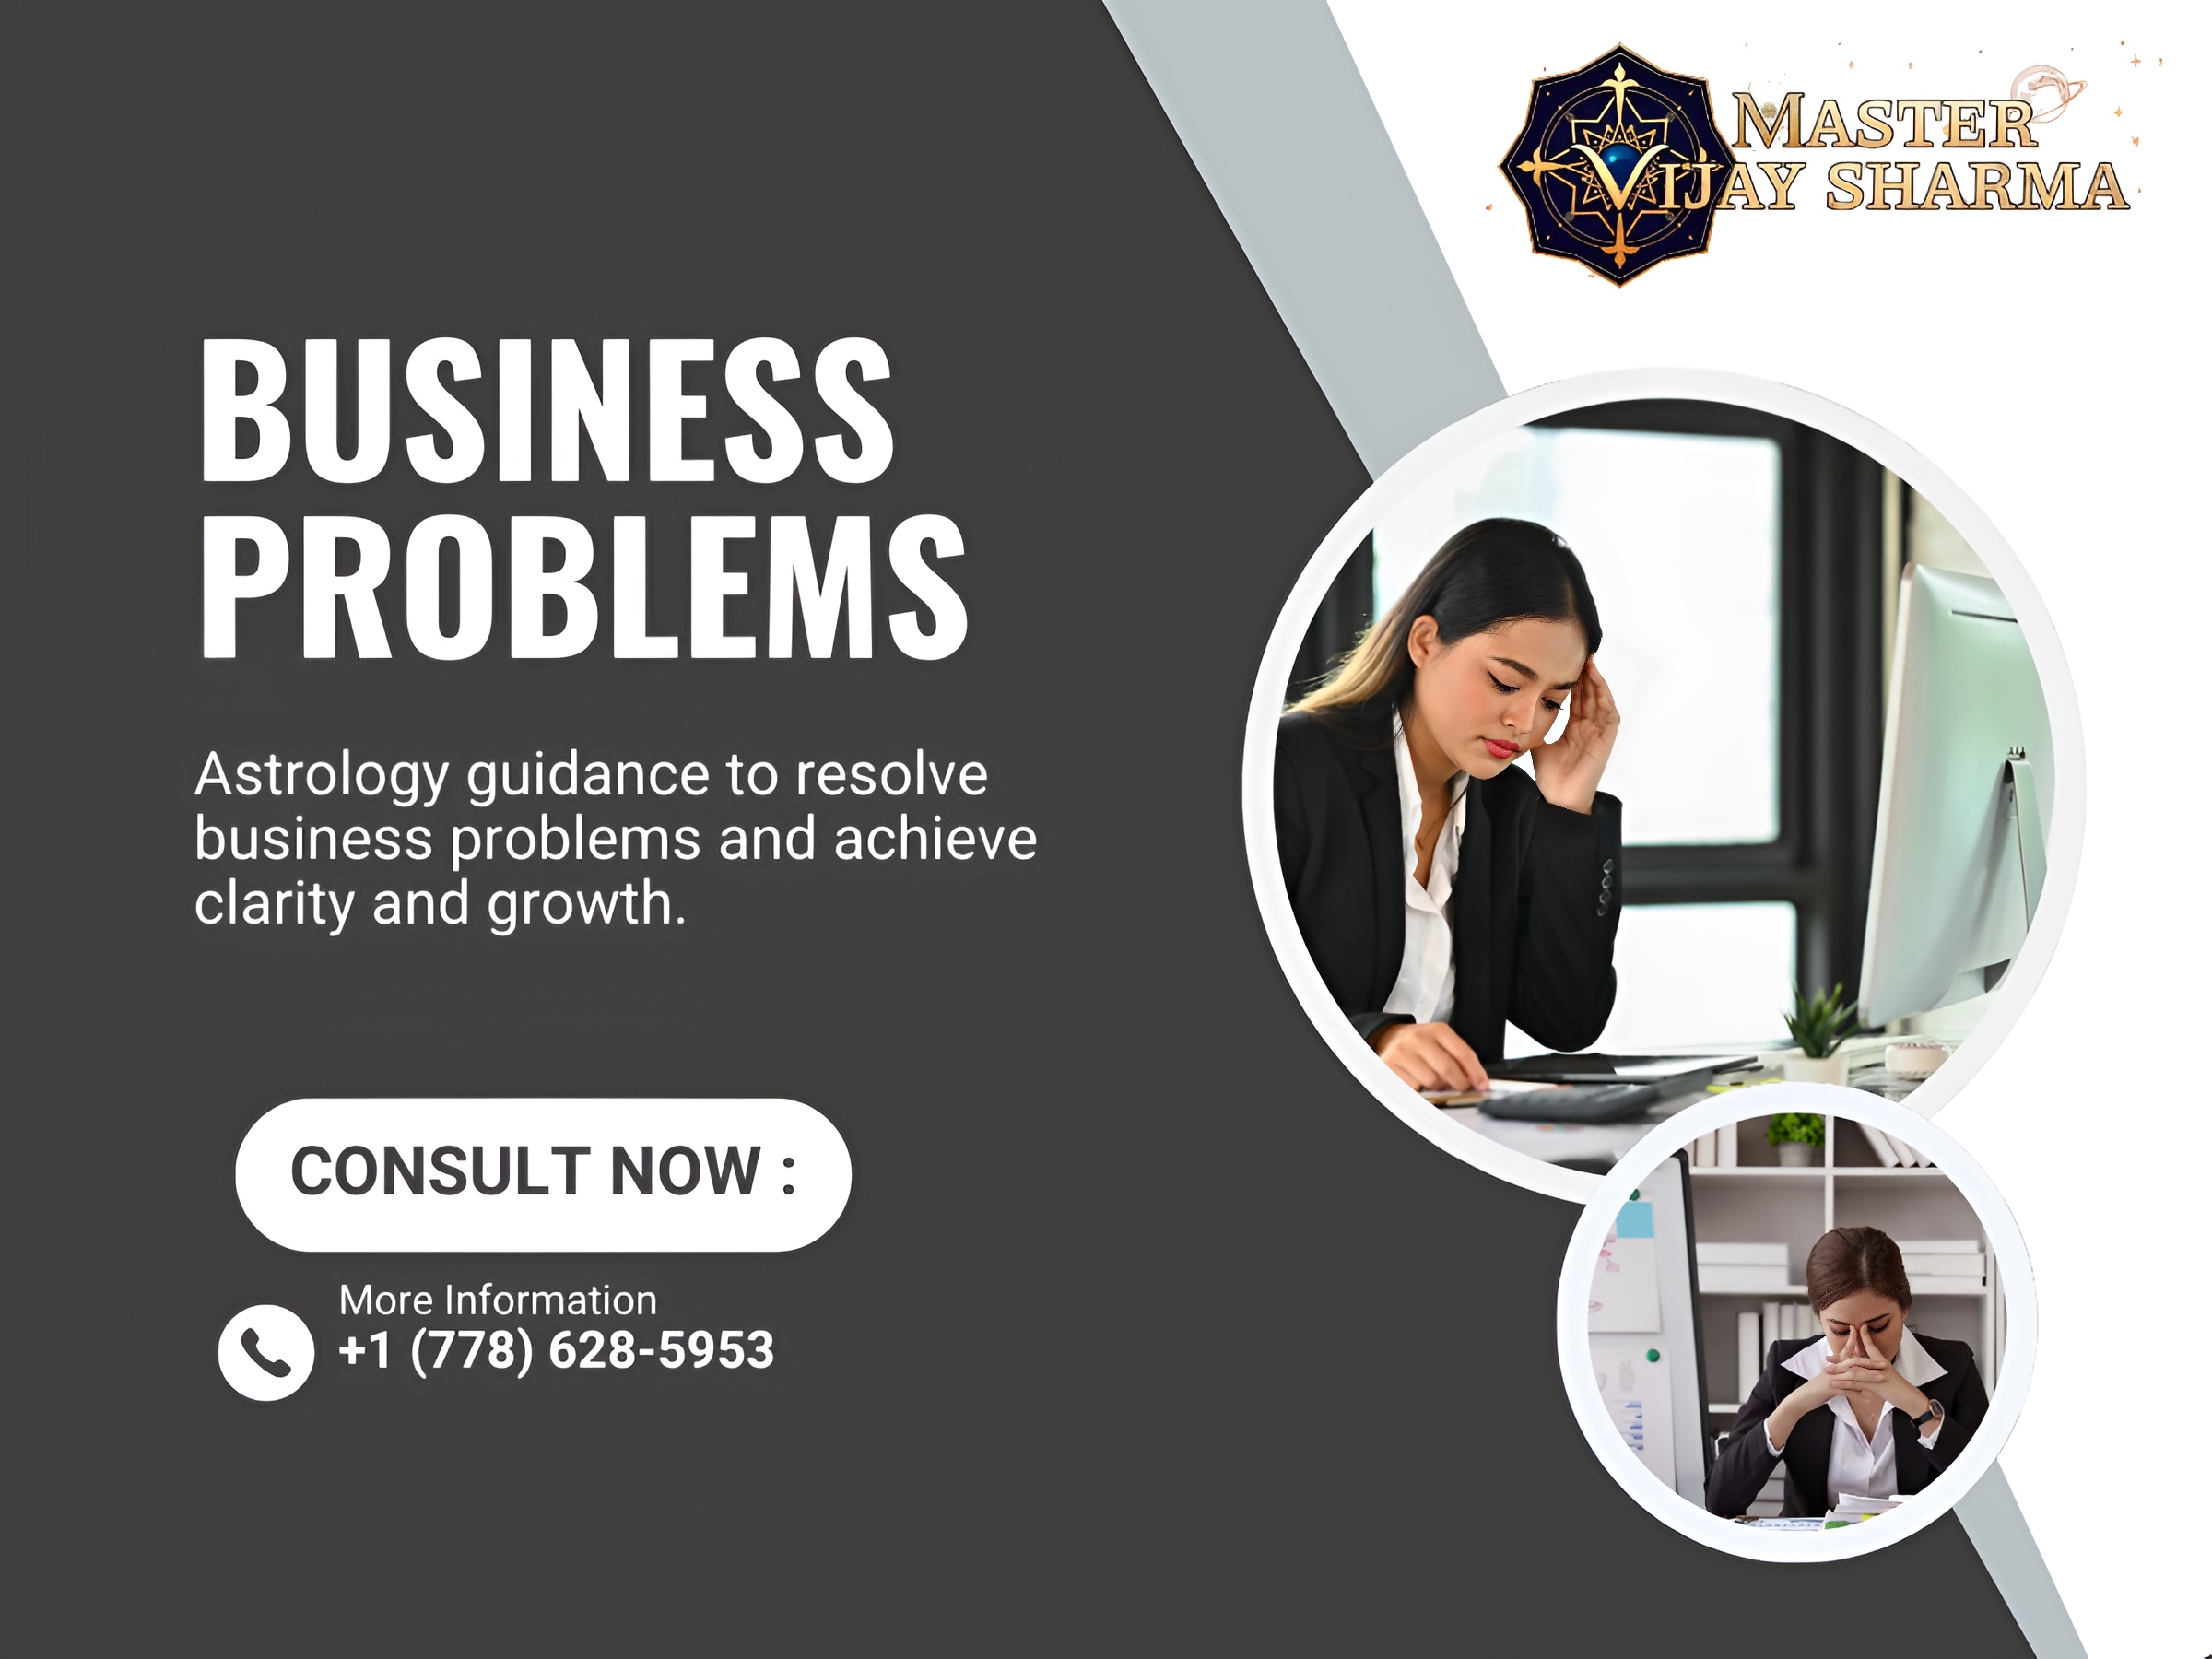 MASTER
VIJAY SHARMA
BUSINESS
PROBLEMS
Astrology guidance to resolve
business problems and achieve
clarity and growth.
CONSULT NOW :
More Information
+1 (778) 628-5953